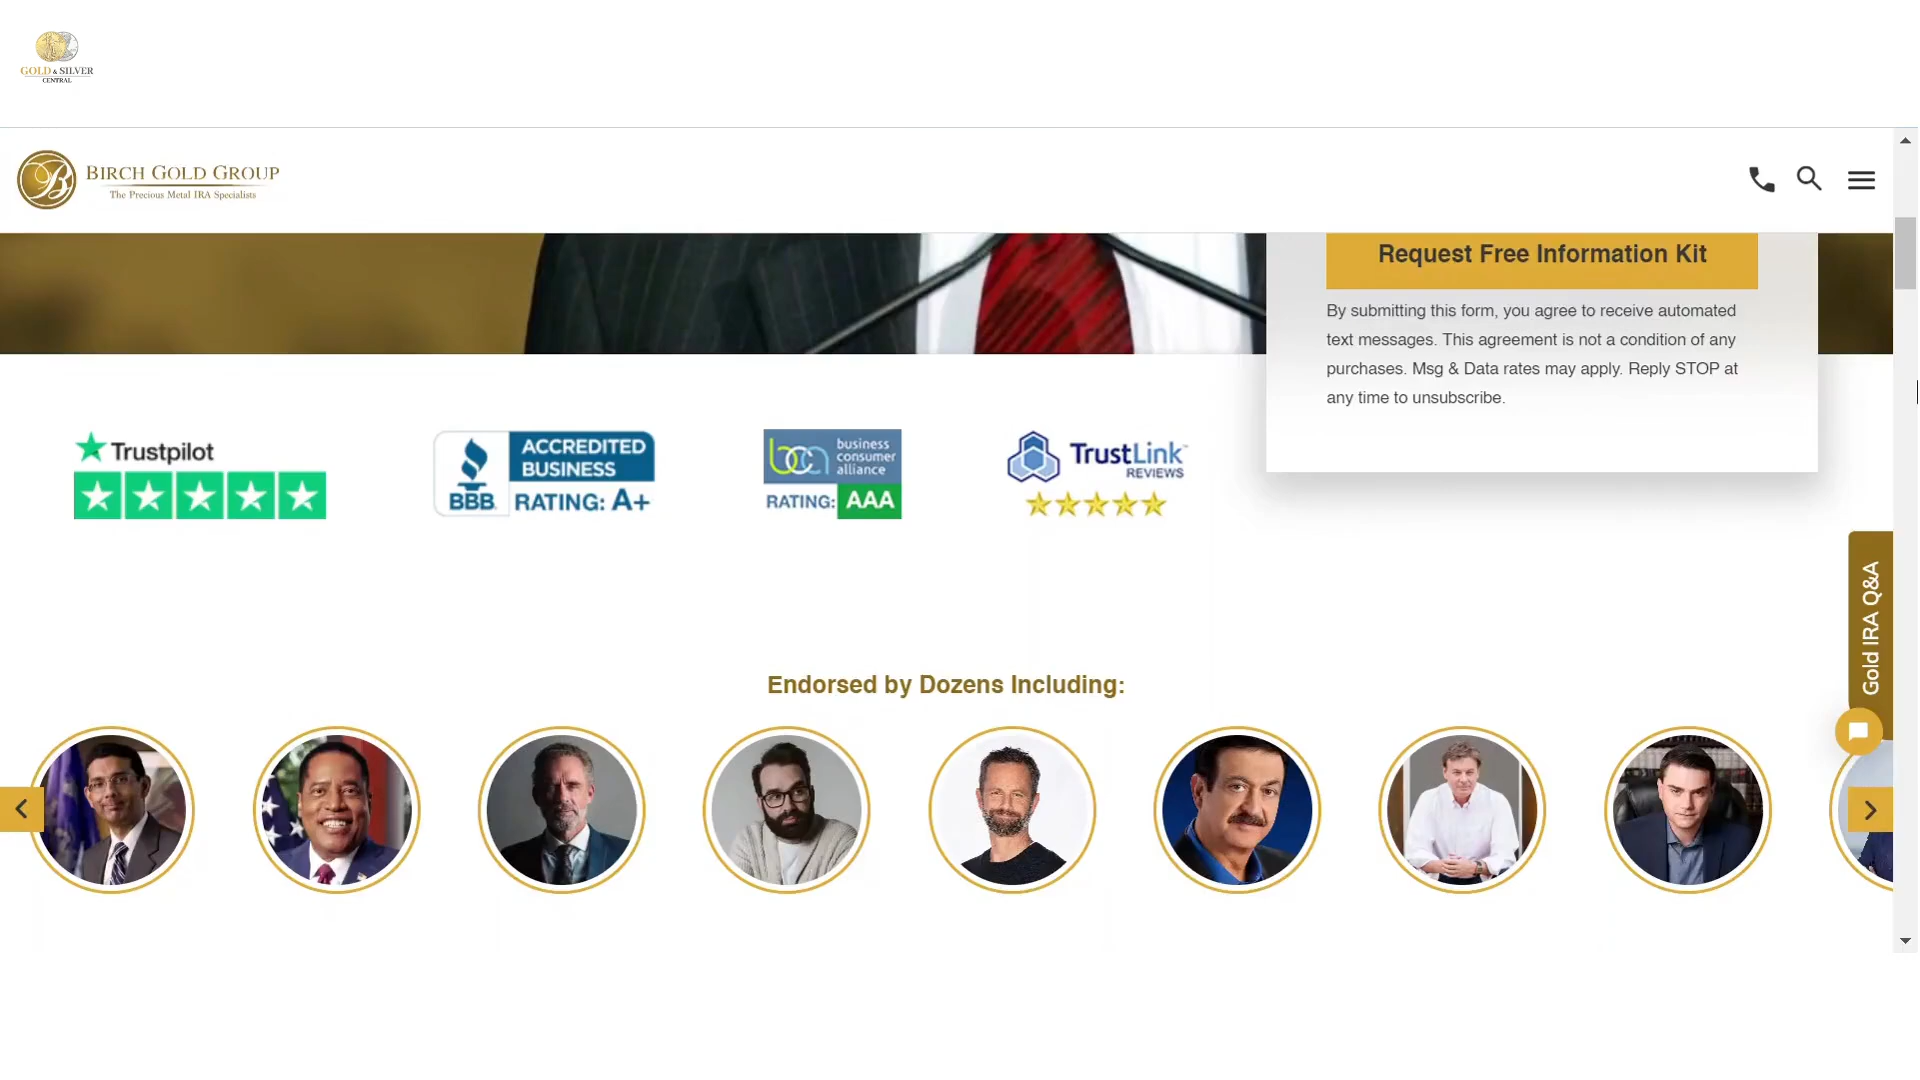 GOLD & SILVER
CENTRAL
BIRCH GOLD GROUP
The Precious Metal IRA Specialists
Request Free Information Kit
By submitting this form, you agree to receive automated
text messages. This agreement is not a condition of any
purchases. Msg & Data rates may apply. Reply STOP at
any time to unsubscribe.
Trustpilot
BBB
ACCREDITED
BUSINESS
RATING: A+
bca business
consumer
alliance
RATING: AAA
TrustLink™
REVIEWS
Gold IRA Q&A
Endorsed by Dozens Including: